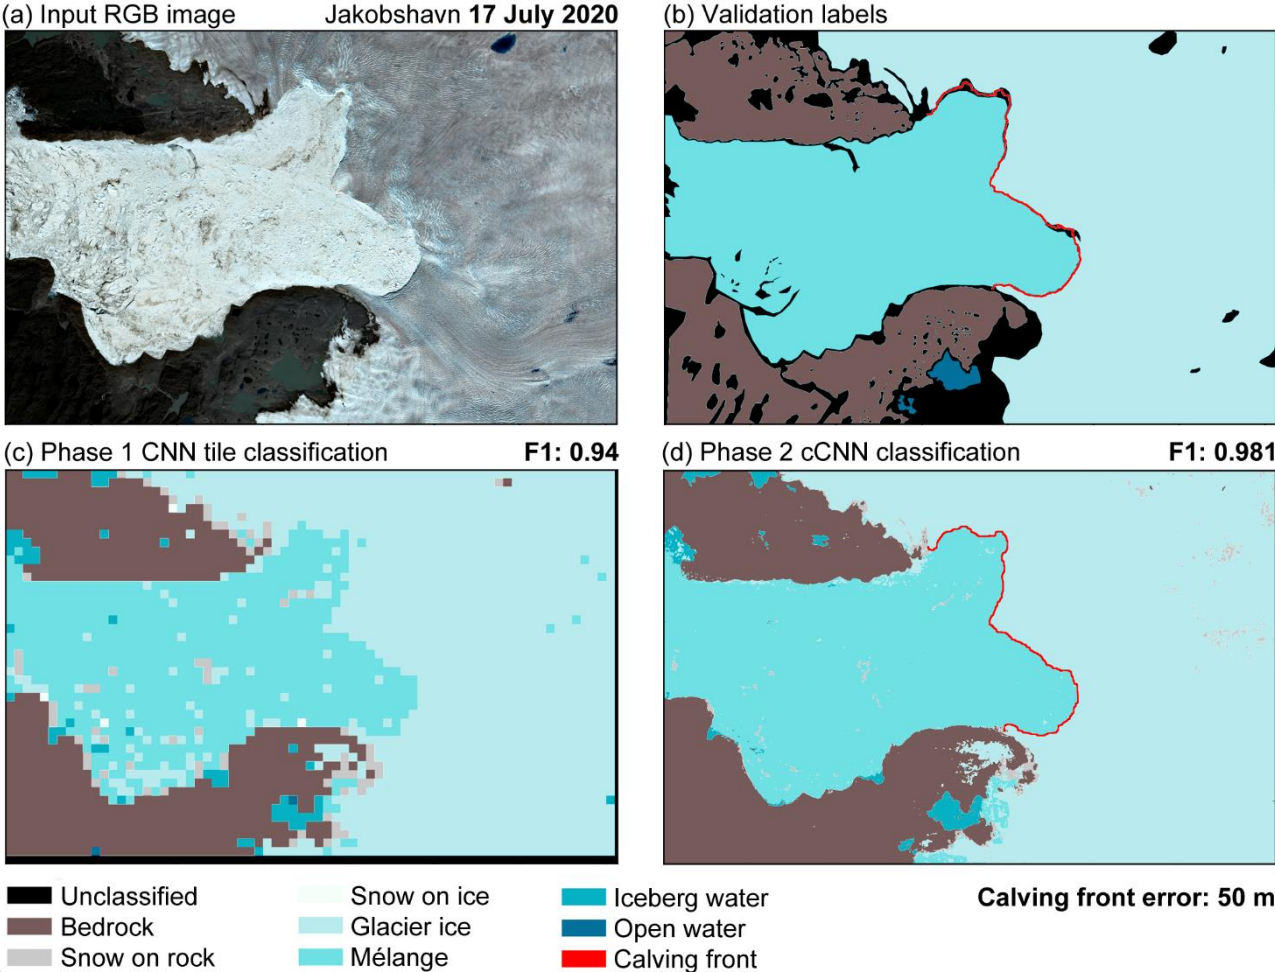 (a) Input RGB image Jakobshavn 17 July 2020
(b) Validation labels
(c) Phase 1 CNN tile classification F1: 0.94
(d) Phase 2 cCNN classification F1: 0.981
Unclassified
Bedrock
Snow on rock
Snow on ice
Glacier ice
Mélange
Iceberg water
Open water
Calving front
Calving front error: 50 m